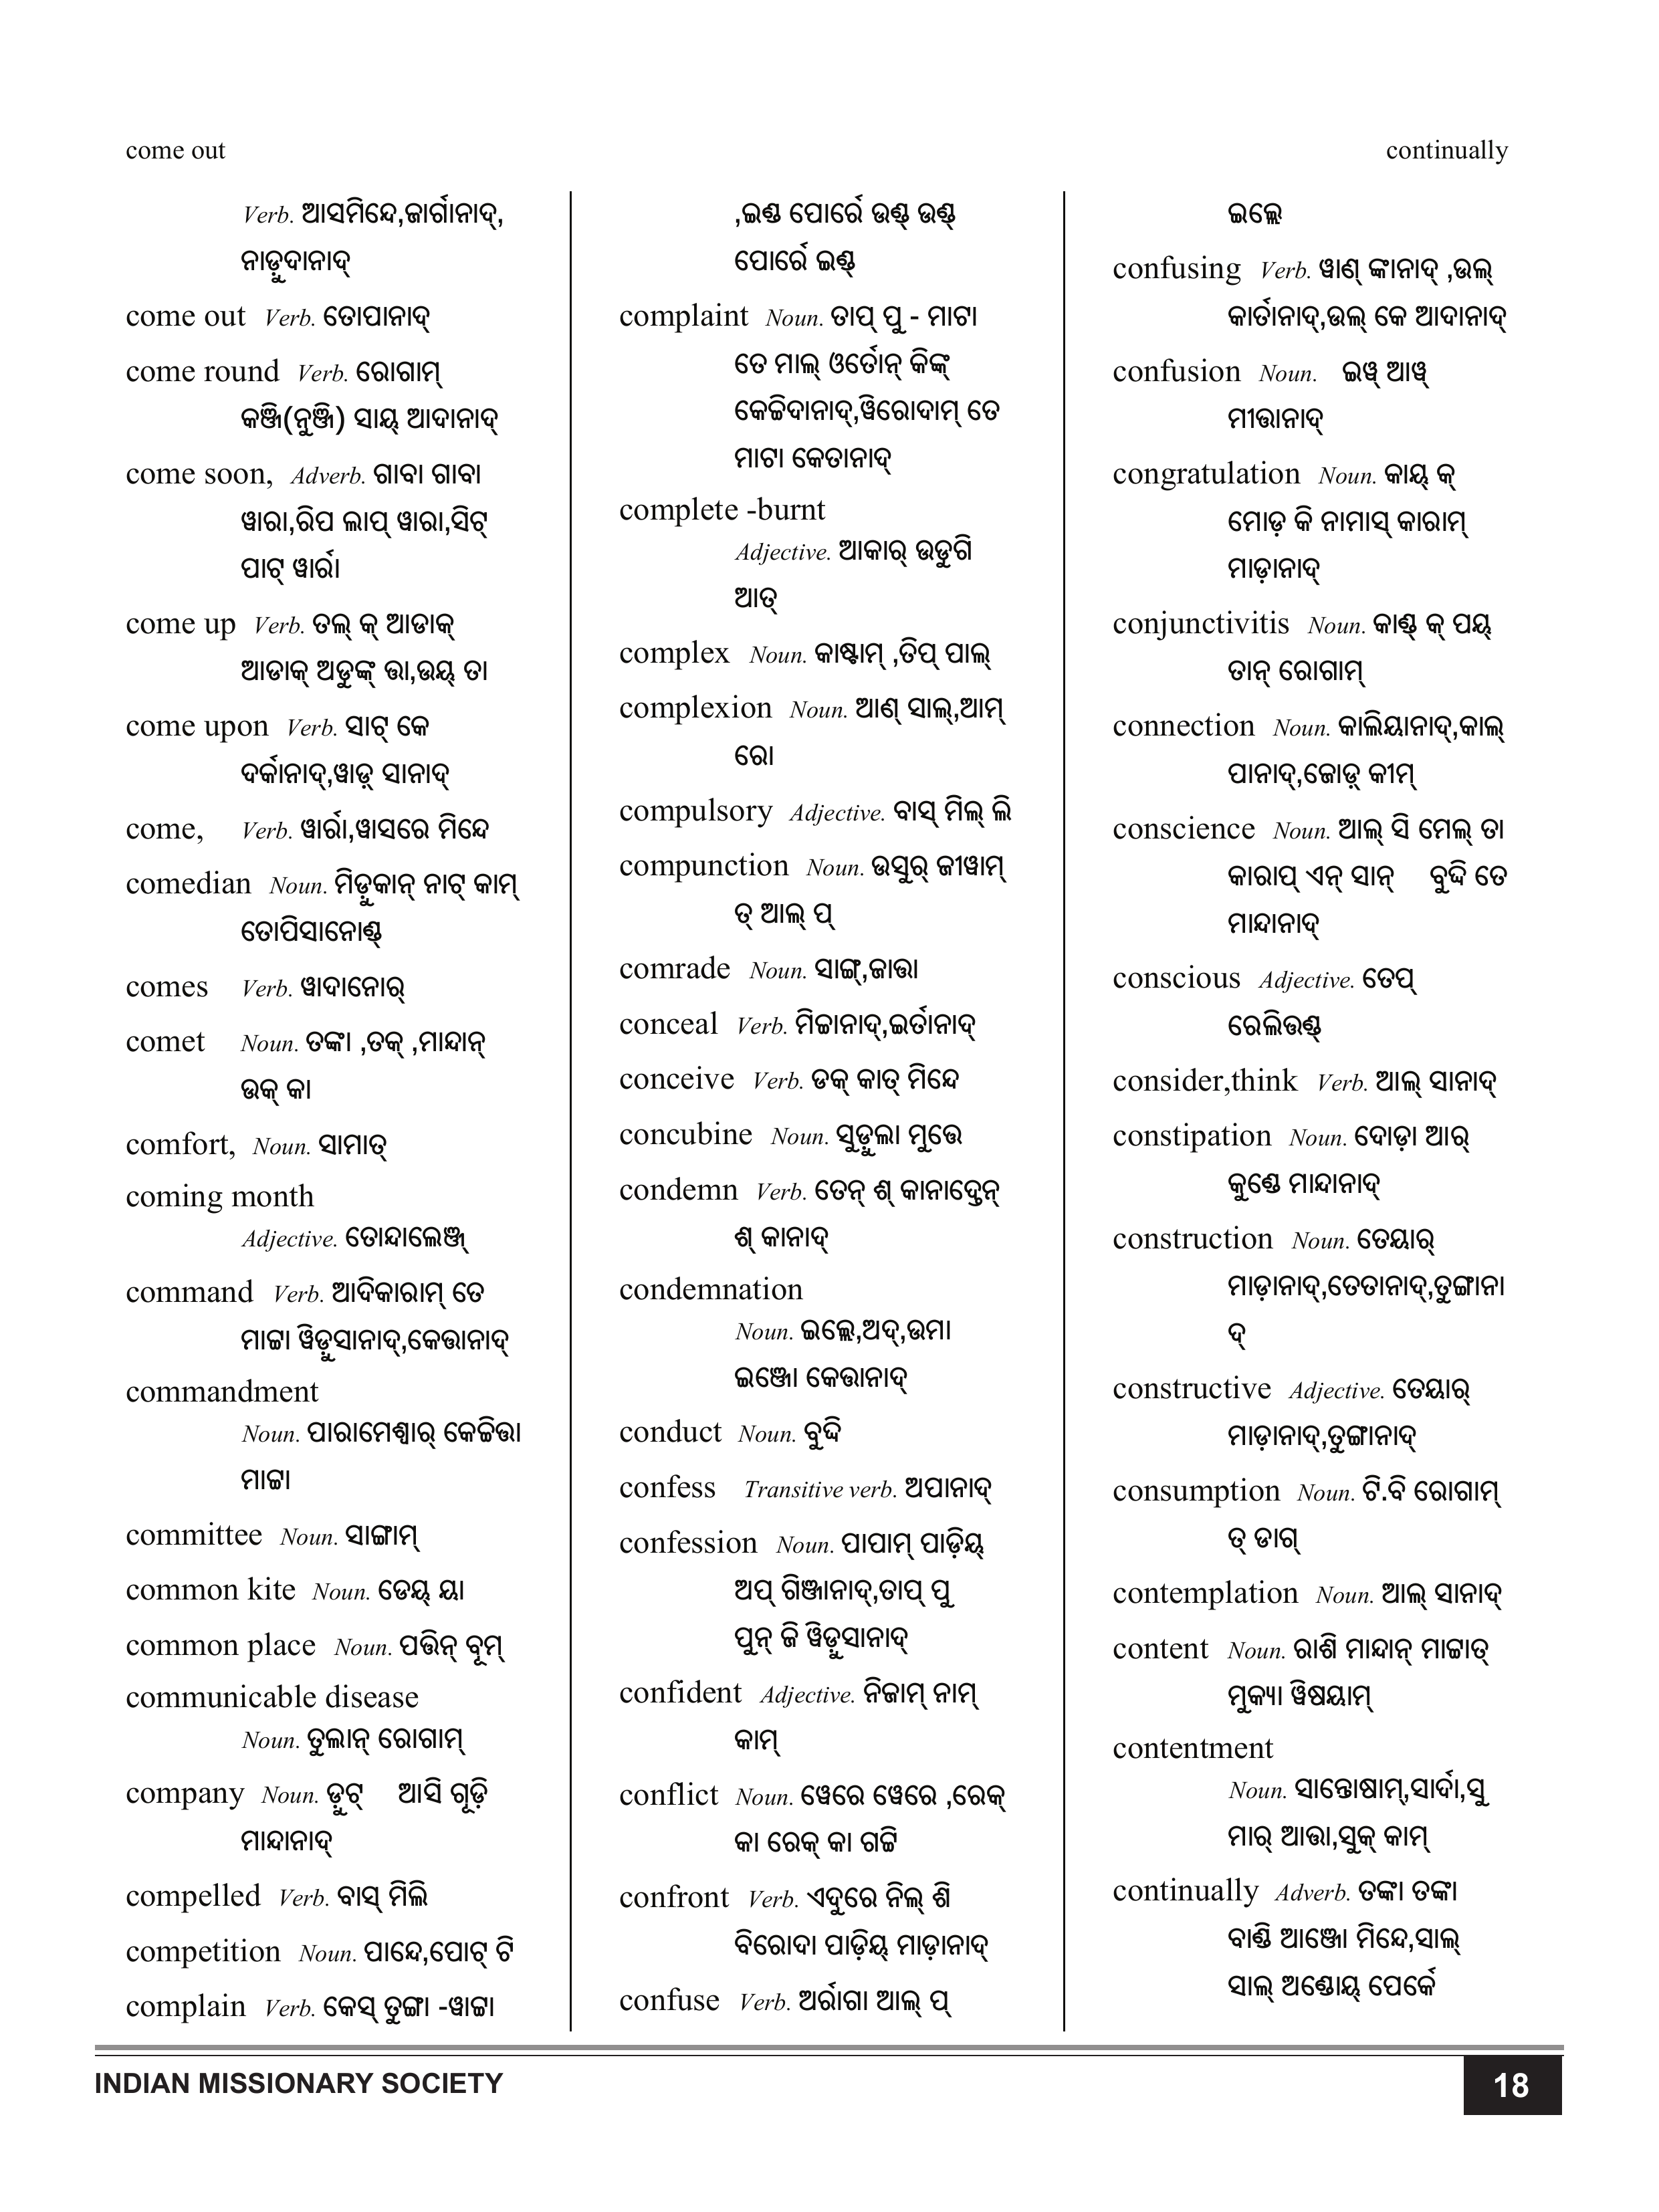 come out
continually
Verb. ଆସମିନ୍ଦେ,ଜାର୍ଗାନାଦ୍,
ନାଡ଼ୁଦାନାଦ୍
come out Verb. ତୋପାନାଦ୍
come round Verb. ରୋଗାମ୍
କଞ୍ଜି(ନୁଞ୍ଜି) ସାୟ୍ ଆଦାନାଦ୍
come soon, Adverb. ଗାବା ଗାବା
ୱାରା,ରିପ ଲାପ୍ ୱାରା,ସିଟ୍
ପାଟ୍ ୱାର୍ରା
come up Verb. ତଲ୍ କ୍ ଆଡାକ୍
ଆଡାକ୍ ଅଡୁଙ୍କ୍ ତ୍ତା,ଉୟ୍ ତା
come upon Verb. ସାଟ୍ କେ
ଦର୍କାନାଦ୍,ୱାଡ଼୍ ସାନାଦ୍
come, Verb. ୱାର୍ରା,ୱାସରେ ମିନ୍ଦେ
comedian Noun. ମିଡ଼ୁକାନ୍ ନାଟ୍ କାମ୍
ତୋପିସାନୋଣ୍ଡ୍
comes Verb. ୱାଦାନୋର୍
comet Noun. ତଙ୍କା ,ତକ୍ ,ମାନ୍ଦାନ୍
ଉକ୍ କା
comfort, Noun. ସାମାତ୍
coming month
Adjective. ତୋନ୍ଦାଲେଞ୍ଜ୍
command Verb. ଆଦିକାରାମ୍ ତେ
ମାଟ୍ଟା ୱିଡ଼ୁସାନାଦ୍,କେତ୍ତାନାଦ୍
commandment
Noun. ପାରାମେଶ୍ୱାର୍ କେଚ୍ଚିତ୍ତା
ମାଟ୍ଟା
committee Noun. ସାଙ୍ଗାମ୍
common kite Noun. ଡେୟ୍ ୟା
common place Noun. ପତ୍ତିନ୍ ବୂମ୍
communicable disease
Noun. ତୁଲାନ୍ ରୋଗାମ୍
company Noun. ଡ଼ୁଟ୍ ଆସି ଗୂଡ଼ି
ମାନ୍ଦାନାଦ୍
compelled Verb. ବାସ୍ ମିଲି
competition Noun. ପାନ୍ଦେ,ପୋଟ୍ ଟି
complain Verb. କେସ୍ ତୁଙ୍ଗା -ୱାଟ୍ଟା
,ଇଣ୍ଡ ପୋର୍ରେ ଉଣ୍ଡ୍ ଉଣ୍ଡ୍
ପୋର୍ରେ ଇଣ୍ଡ୍
complaint Noun. ତାପ୍ ପୁ - ମାଟା
ତେ ମାଲ୍ ଓର୍ତୋନ୍ କିଙ୍କ୍
କେଚ୍ଚିଦାନାଦ୍,ୱିରୋଦାମ୍ ତେ
ମାଟା କେତାନାଦ୍
complete -burnt
Adjective. ଆକାର୍ ଉଡୁଗି
ଆତ୍
complex Noun. କାଷ୍ଟାମ୍ ,ତିପ୍ ପାଲ୍
complexion Noun. ଆଣ୍ ସାଲ୍,ଆମ୍
ରୋ
compulsory Adjective. ବାସ୍ ମିଲ୍ ଲି
compunction Noun. ଉସୁର୍ ଜୀୱାମ୍
ତ୍ ଆଲ୍ ପ୍
comrade Noun. ସାଙ୍ଗ୍,ଜାତ୍ତା
conceal Verb. ମିଚ୍ଚାନାଦ୍,ଇର୍ତାନାଦ୍
conceive Verb. ଡକ୍ କାତ୍ ମିନ୍ଦେ
concubine Noun. ସୁଡ଼ୁଲା ମୁତ୍ତେ
condemn Verb. ତେନ୍ ଶ୍ କାନାଦ୍ତେନ୍
ଶ୍ କାନାଦ୍
condemnation
Noun. ଇଲ୍ଲେ,ଅଦ୍,ଉମା
ଇଞ୍ଜୋ କେତ୍ତାନାଦ୍
conduct Noun. ବୁଦ୍ଦି
confess Transitive verb. ଅପାନାଦ୍
confession Noun. ପାପାମ୍ ପାଡ଼ିୟ୍
ଅପ୍ ଗିଞ୍ଜାନାଦ୍,ତାପ୍ ପୁ
ପୁନ୍ ଜି ୱିଡ଼ୁସାନାଦ୍
confident Adjective. ନିଜାମ୍ ନାମ୍
କାମ୍
conflict Noun. ୱେରେ ୱେରେ ,ରେକ୍
କା ରେକ୍ କା ଗଟ୍ଟି
confront Verb. ଏଦୁରେ ନିଲ୍ ଶି
ବିରୋଦା ପାଡ଼ିୟ୍ ମାଡ଼ାନାଦ୍
confuse Verb. ଅର୍ରାଗା ଆଲ୍ ପ୍
ଇଲ୍ଲେ
confusing Verb. ୱାଣ୍ ଙ୍କାନାଦ୍ ,ଉଲ୍
କାର୍ତାନାଦ୍,ଉଲ୍ କେ ଆଦାନାଦ୍
confusion Noun. ଇୱ୍ ଆୱ୍
ମୀତ୍ତାନାଦ୍
congratulation Noun. କାୟ୍ କ୍
ମୋଡ଼ କି ନାମାସ୍ କାରାମ୍
ମାଡ଼ାନାଦ୍
conjunctivitis Noun. କାଣ୍ଡ୍ କ୍ ପୟ୍
ତାନ୍ ରୋଗାମ୍
connection Noun. କାଲିୟାନାଦ୍,କାଲ୍
ପାନାଦ୍,ଜୋଡ଼୍ କୀମ୍
conscience Noun. ଆଲ୍ ସି ମେଲ୍ ତା
କାରାପ୍ ଏନ୍ ସାନ୍ ବୁଦ୍ଦି ତେ
ମାନ୍ଦାନାଦ୍
conscious Adjective. ତେପ୍
ରେଲିତ୍ତଣ୍ଡ୍
consider,think Verb. ଆଲ୍ ସାନାଦ୍
constipation Noun. ଦୋଡ଼ା ଆର୍
କୁଣ୍ଡେ ମାନ୍ଦାନାଦ୍
construction Noun. ତେୟାର୍
ମାଡ଼ାନାଦ୍,ତେତାନାଦ୍,ତୁଙ୍ଗାନା
ଦ୍
constructive Adjective. ତେୟାର୍
ମାଡ଼ାନାଦ୍,ତୁଙ୍ଗାନାଦ୍
consumption Noun. ଟି.ବି ରୋଗାମ୍
ତ୍ ଡାଗ୍
contemplation Noun. ଆଲ୍ ସାନାଦ୍
content Noun. ରାଶି ମାନ୍ଦାନ୍ ମାଟ୍ଟାତ୍
ମୁକ୍ୟା ୱିଷୟାମ୍
contentment
Noun. ସାନ୍ତୋଷାମ୍,ସାର୍ଦା,ସୁ
ମାର୍ ଆତ୍ତା,ସୁକ୍ କାମ୍
continually Adverb. ତଙ୍କା ତଙ୍କା
ବାଣ୍ଡି ଆଞ୍ଜୋ ମିନ୍ଦେ,ସାଲ୍
ସାଲ୍ ଅଣ୍ଡୋୟ୍ ପେର୍କେ
INDIAN MISSIONARY SOCIETY
18